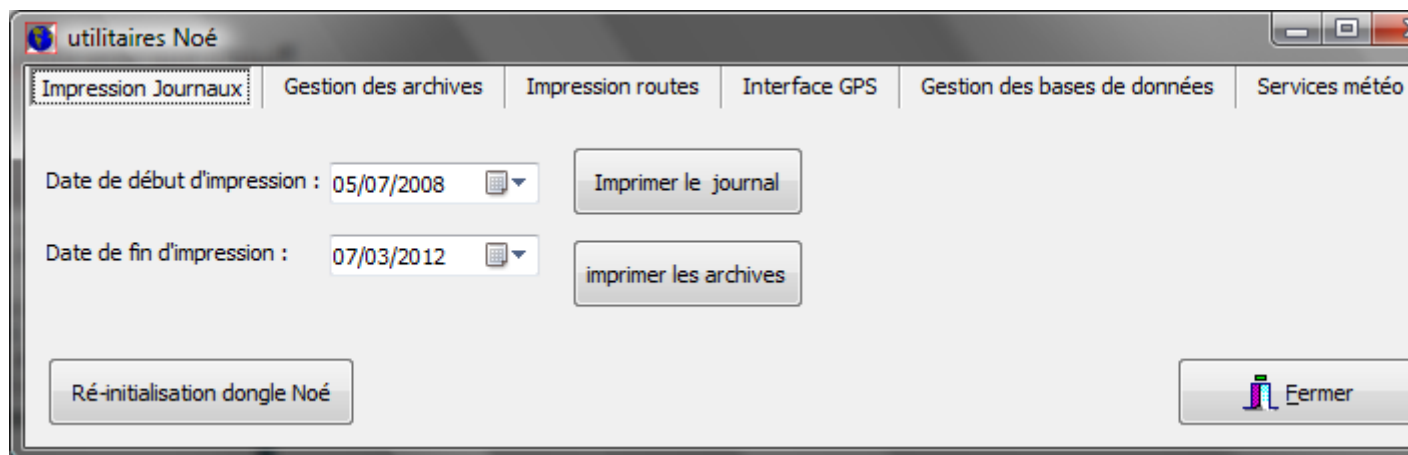 utilitaires Noé
Impression Journaux Gestion des archives Impression routes Interface GPS Gestion des bases de données Services météo
Date de début d'impression : 05/07/2008 Imprimer le journal
Date de fin d'impression : 07/03/2012 imprimer les archives
Ré-initialisation dongle Noé Fermer